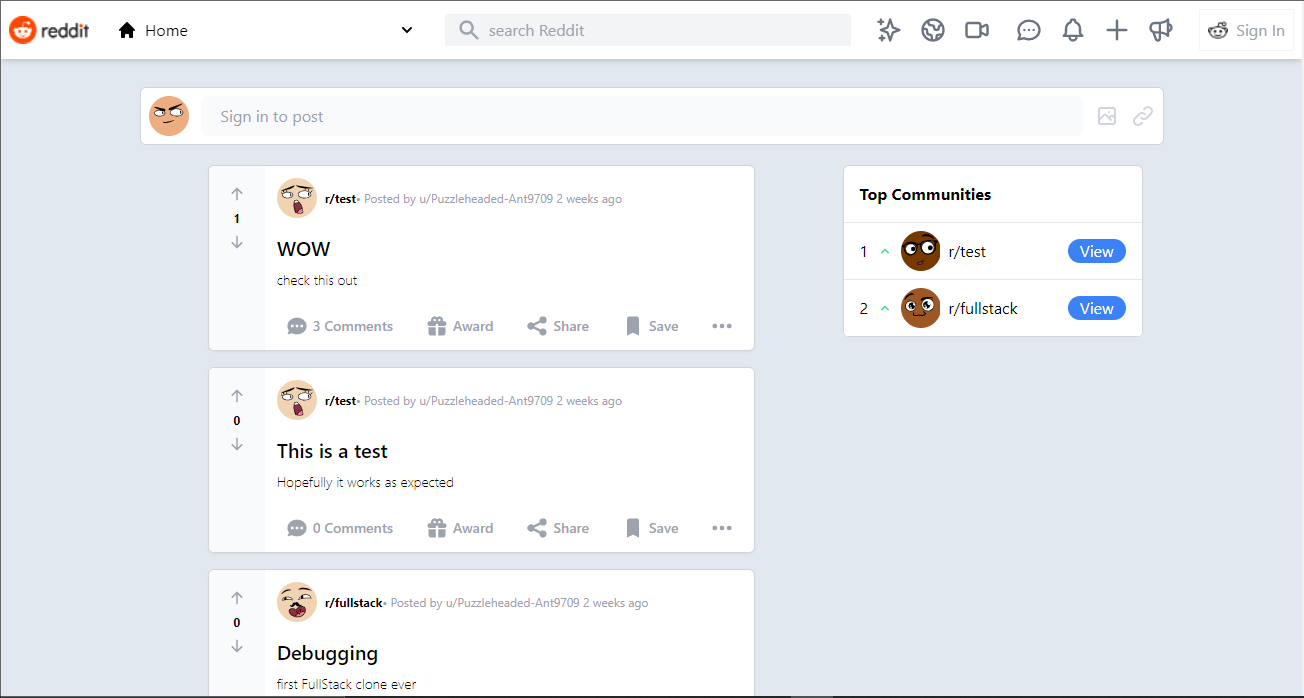 reddit Home search Reddit Sign In
Sign in to post
1
r/test• Posted by u/Puzzleheaded-Ant9709 2 weeks ago
WOW
check this out
3 Comments Award Share Save
0
r/test• Posted by u/Puzzleheaded-Ant9709 2 weeks ago
This is a test
Hopefully it works as expected
0 Comments Award Share Save
0
r/fullstack• Posted by u/Puzzleheaded-Ant9709 2 weeks ago
Debugging
first FullStack clone ever
Top Communities
1 r/test View
2 r/fullstack View